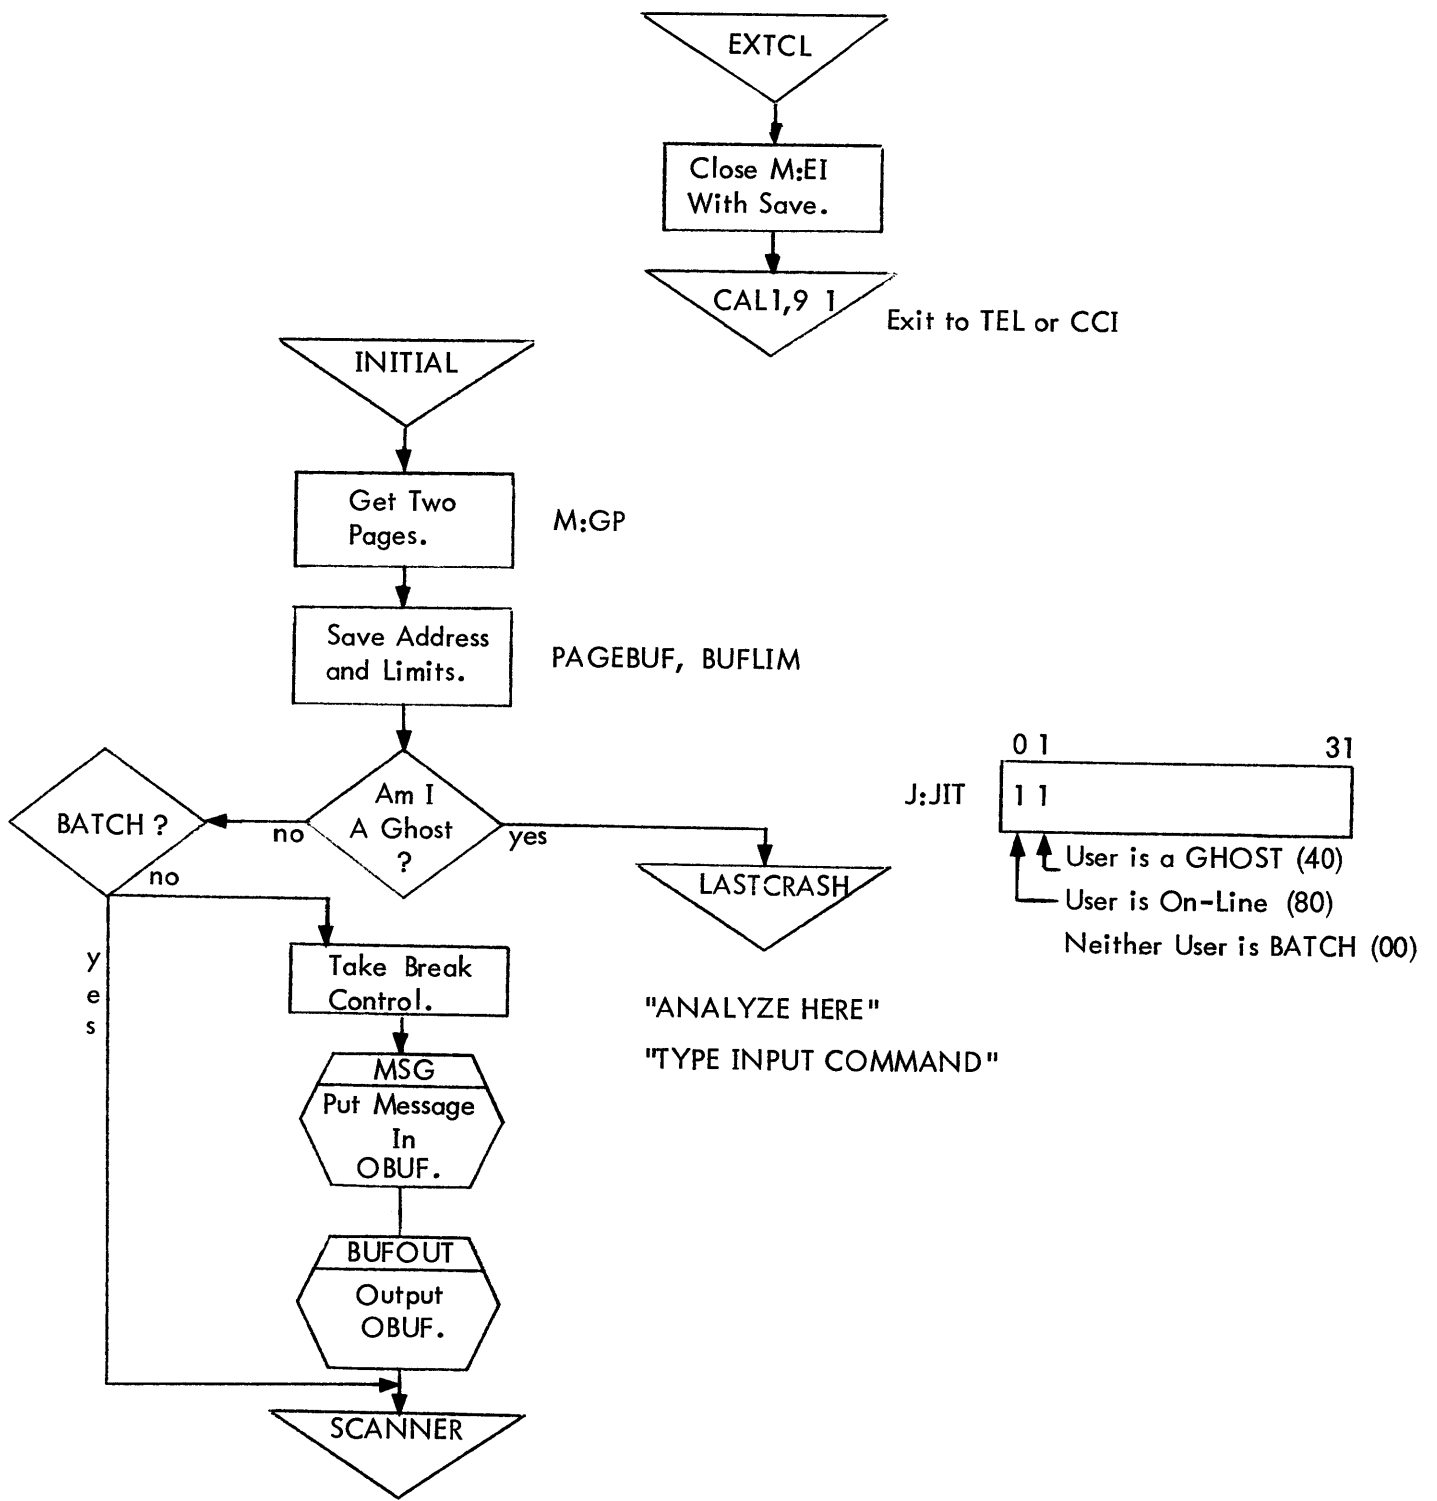 EXTCL
Close M:EI
With Save.
CAL1,9 1
Exit to TEL or CCI
INITIAL
Get Two
Pages.
M:GP
Save Address
and Limits.
PAGEBUF, BUFLIM
Am I
A Ghost
?
BATCH ?
no
yes
no
yes
LASTCRASH
0 1
31
J:JIT
1 1
User is a GHOST (40)
User is On-Line (80)
Neither User is BATCH (00)
Take Break
Control.
"ANALYZE HERE"
"TYPE INPUT COMMAND"
MSG
Put Message
In
OBUF.
BUFOUT
Output
OBUF.
SCANNER